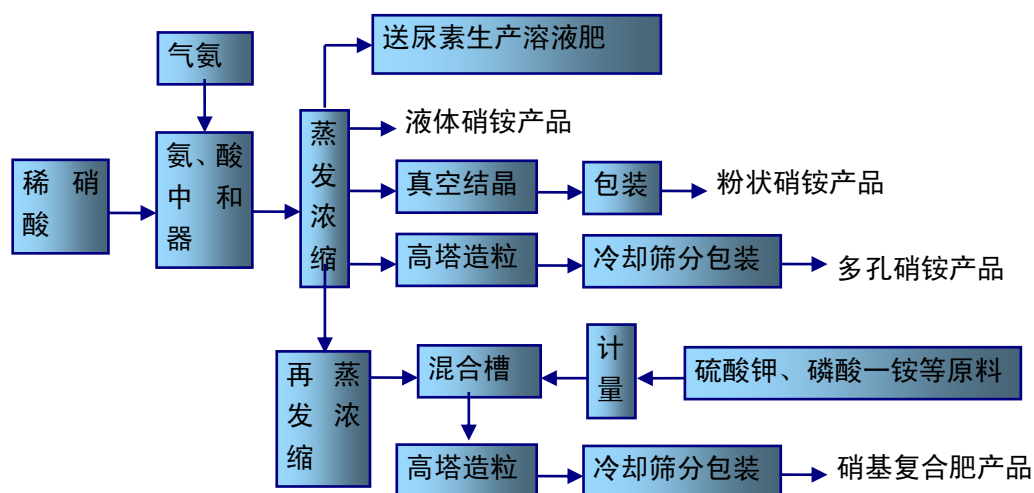 送尿素生产溶液肥
气氨
液体硝铵产品
稀硝
酸
氨、酸
中和
器
蒸
发
浓
缩
真空结晶
包装
粉状硝铵产品
高塔造粒
冷却筛分包装
多孔硝铵产品
再蒸
发浓
缩
混合槽
计
量
硫酸钾、磷酸一铵等原料
高塔造粒
冷却筛分包装
硝基复合肥产品